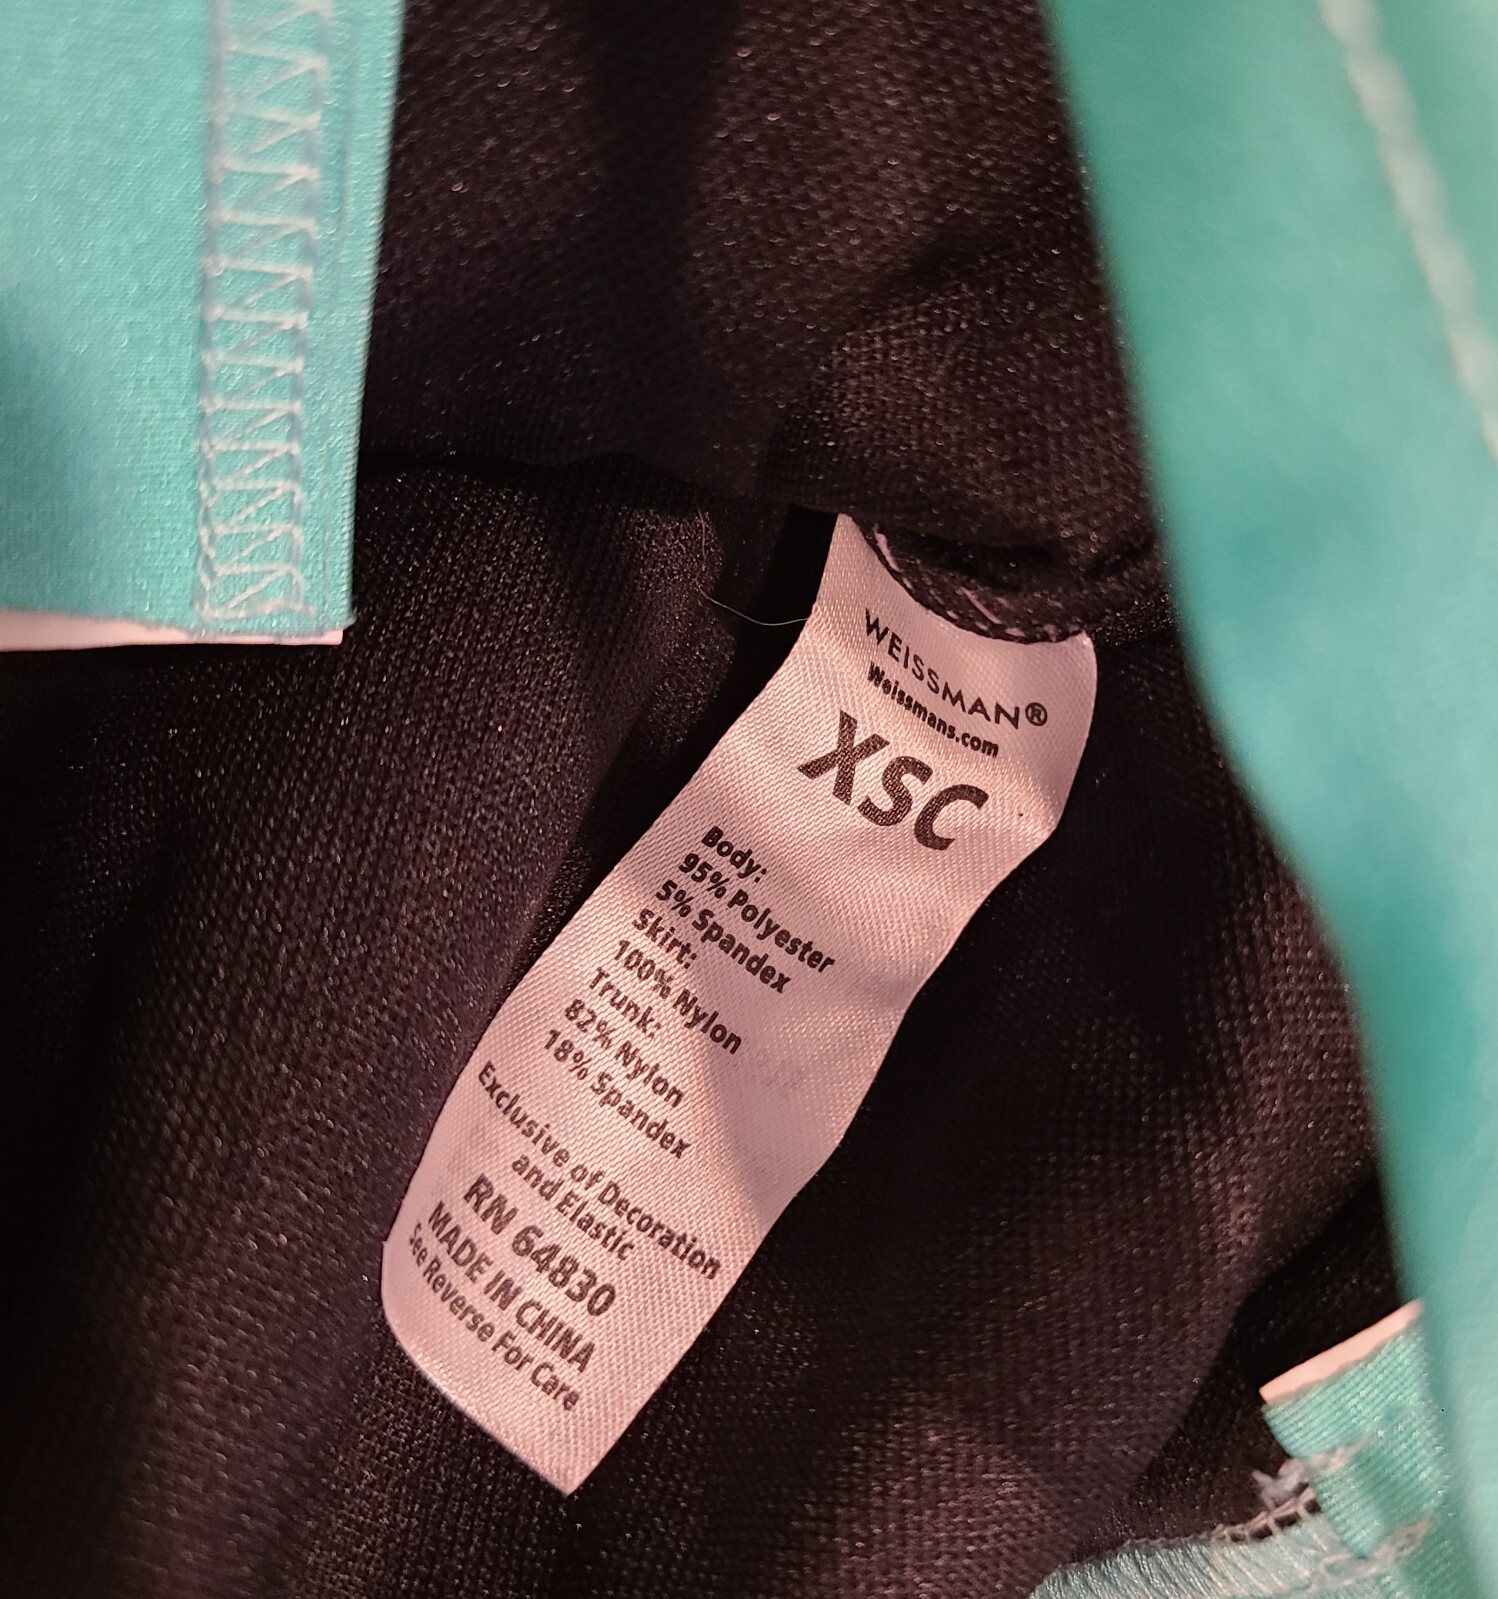 WEISSMAN®
Weissmans.com
XSC
Body:
95% Polyester
5% Spandex
Skirt:
100% Nylon
Trunk:
82% Nylon
18% Spandex
Exclusive of Decoration
and Elastic
RN 64830
MADE IN CHINA
See Reverse For Care